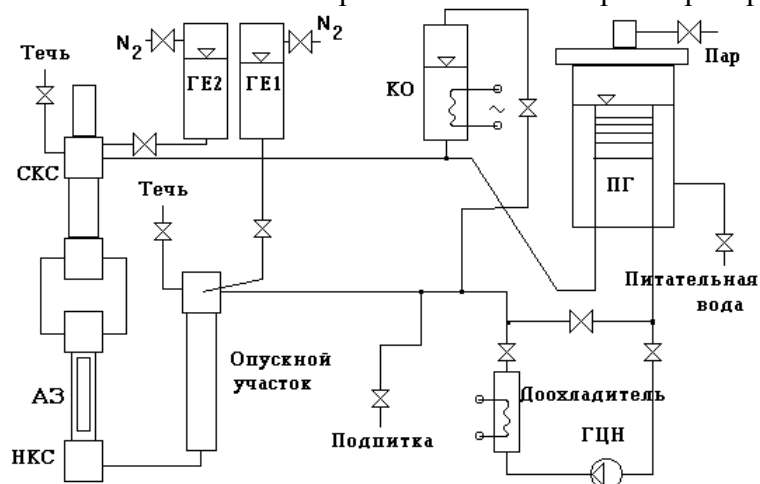 N2
N2
Течь
ГЕ2
ГЕ1
КО
Пар
СКС
Течь
ПГ
Питательная
вода
Опускной
участок
АЗ
Доохладитель
Подпитка
ГЦН
НКС